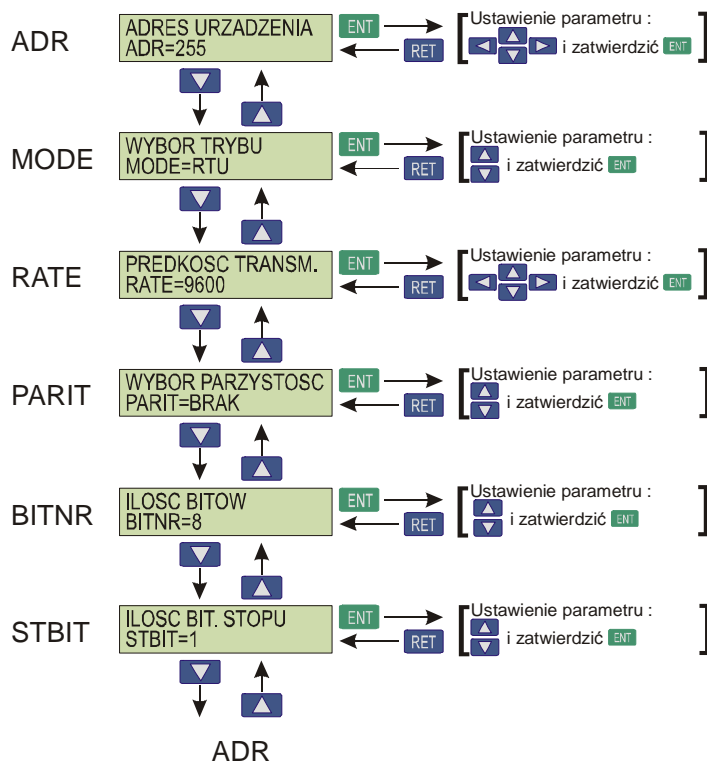 ADR
ADRES URZADZENIA
ADR=255
ENT
RET
Ustawienie parametru :
i zatwierdzić ENT
MODE
WYBOR TRYBU
MODE=RTU
ENT
RET
Ustawienie parametru :
i zatwierdzić ENT
RATE
PREDKOSC TRANSM.
RATE=9600
ENT
RET
Ustawienie parametru :
i zatwierdzić ENT
PARIT
WYBOR PARZYSTOSC
PARIT=BRAK
ENT
RET
Ustawienie parametru :
i zatwierdzić ENT
BITNR
ILOSC BITOW
BITNR=8
ENT
RET
Ustawienie parametru :
i zatwierdzić ENT
STBIT
ILOSC BIT. STOPU
STBIT=1
ENT
RET
Ustawienie parametru :
i zatwierdzić ENT
ADR